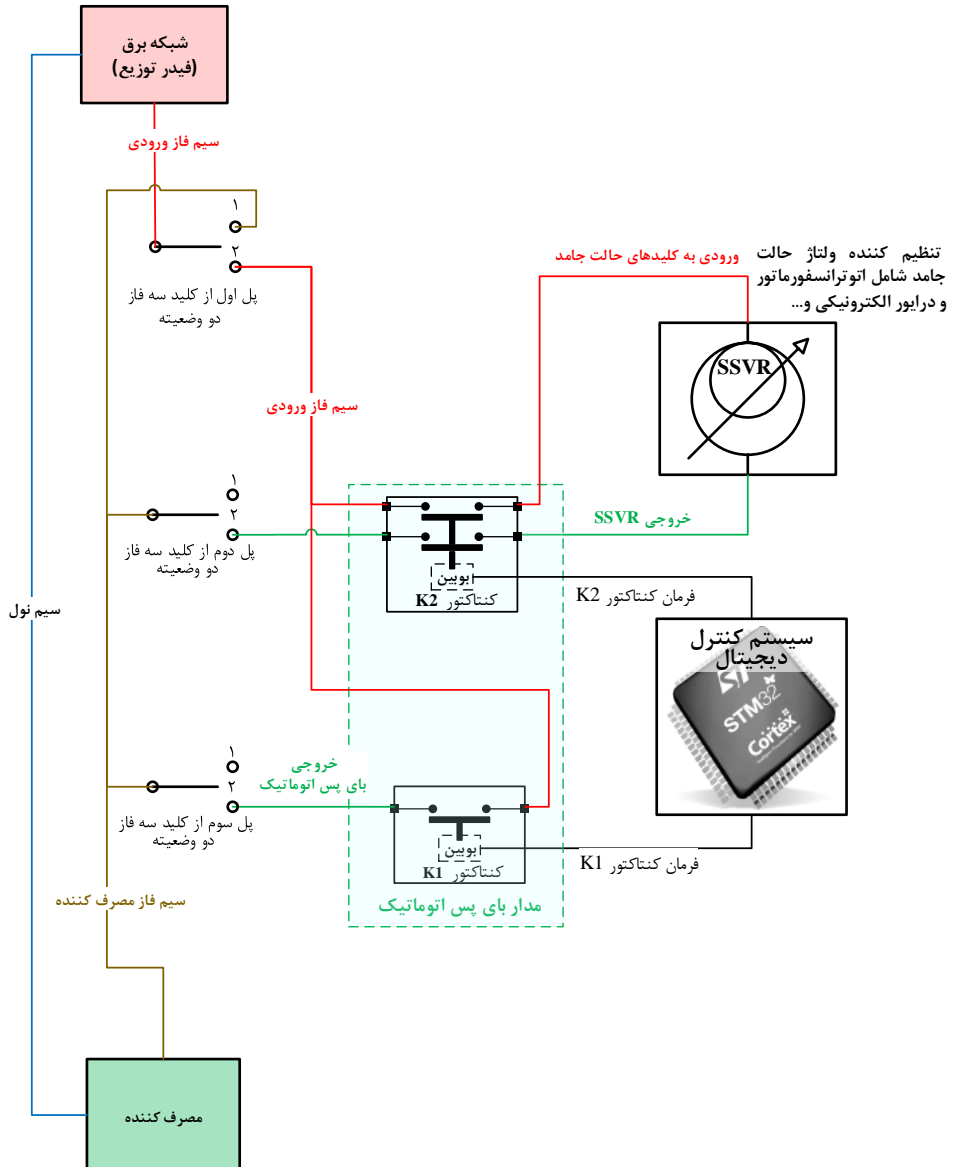 شبکه برق
(فیدر توزیع)
سیم فاز ورودی
۱
۲
پل اول از کلید سه فاز
دو وضعیته
ورودی به کلیدهای حالت جامد
تنظیم کننده ولتاژ حالت
جامد شامل اتوترانسفورماتور
و درایور الکترونیکی و...
SSVR
سیم فاز ورودی
۱
۲
پل دوم از کلید سه فاز
دو وضعیته
خروجی SSVR
بوبین
کنتاکتور K2
فرمان کنتاکتور K2
سیم نول
سیستم کنترل
دیجیتال
STM32
Cortex
۱
۲
پل سوم از کلید سه فاز
دو وضعیته
خروجی
بای پس اتوماتیک
بوبین
کنتاکتور K1
فرمان کنتاکتور K1
مدار بای پس اتوماتیک
سیم فاز مصرف کننده
مصرف کننده